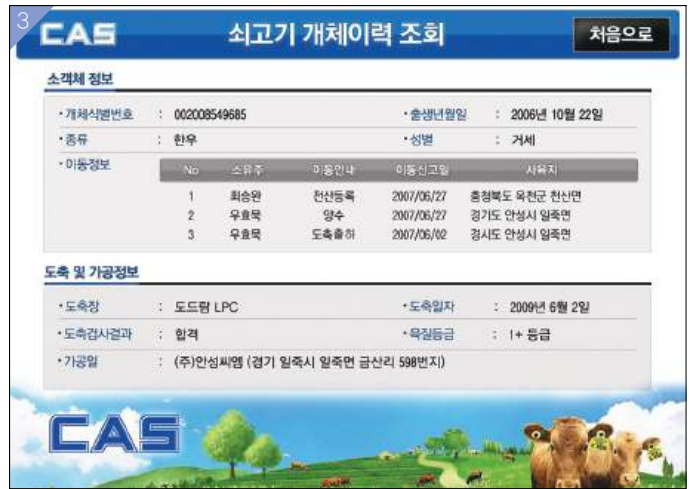 3
CAS 쇠고기 개체이력 조회 처음으로
소객체 정보
·개체식별번호 : 002008549685 ·출생년월일 : 2006년 10월 22일
·종류 : 한우 ·성별 : 거세
·이동정보 No 소유주 이동안내 이동신고일 사육지
1 최승완 전산등록 2007/06/27 충청북도 옥천군 천산면
2 우효묵 양수 2007/06/27 경기도 안성시 일죽면
3 우효묵 도축출하 2007/06/02 경시도 안성시 일죽면
도축 및 가공정보
·도축장 : 도드람 LPC ·도축일자 : 2009년 6월 2일
·도축검사결과 : 합격 ·육질등급 : 1+ 등급
·가공일 : (주)안성씨엠 (경기 일죽시 일죽면 금산리 598번지)
CAS